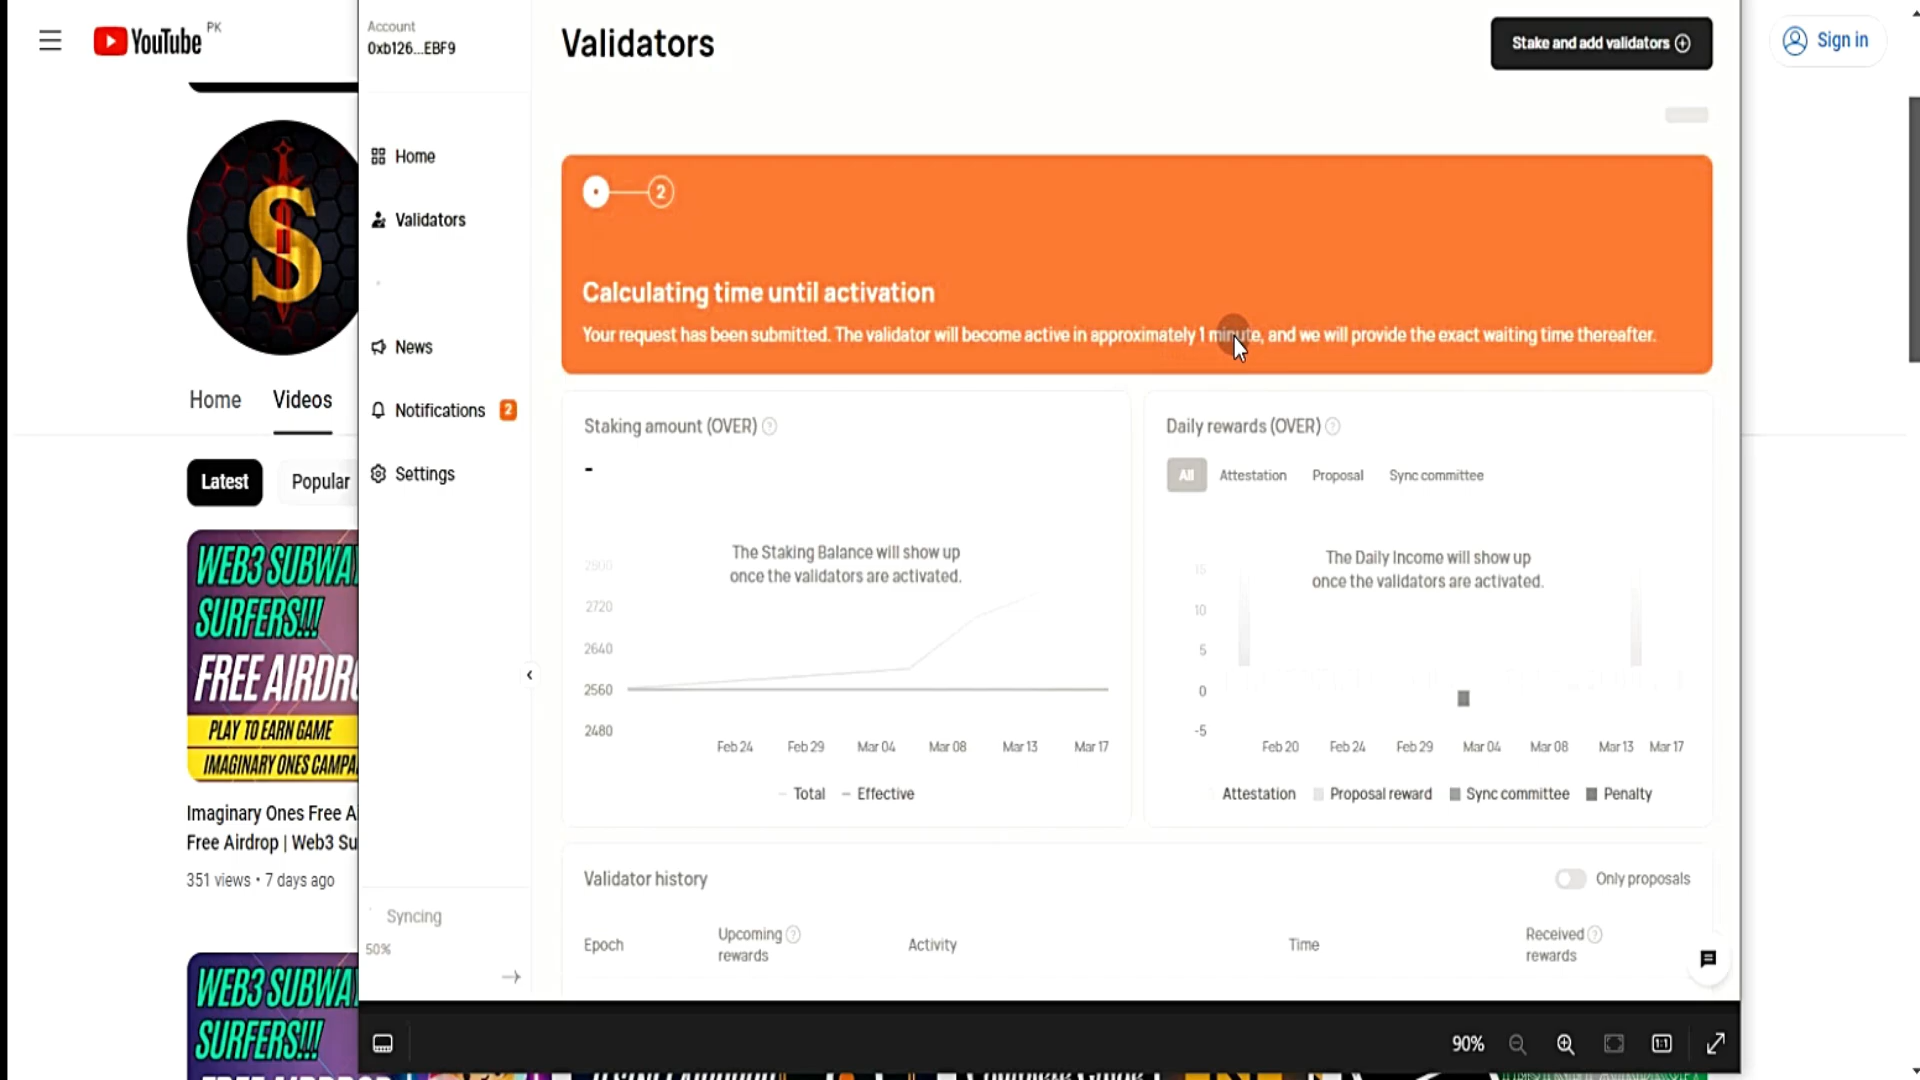 YouTube PK
Sign in
Home
Videos
Latest
Popular
WEB3 SUBWA
SURFERS!!!
FREE AIRDR
PLAY TO EARN GAME
IMAGINARY ONES CAMPA
Imaginary Ones Free A
Free Airdrop | Web3 Su
351 views • 7 days ago
WEB3 SUBWA
SURFERS!!!
Account
0xb126...EBF9
Home
Validators
News
Notifications 2
Settings
Syncing
50%
Validators
Stake and add validators
2
Calculating time until activation
Your request has been submitted. The validator will become active in approximately 1 minute, and we will provide the exact waiting time thereafter.
Staking amount (OVER)
-
The Staking Balance will show up
once the validators are activated.
2900
2720
2640
2560
2480
Feb 24 Feb 29 Mar 04 Mar 08 Mar 13 Mar 17
Total Effective
Daily rewards (OVER)
All Attestation Proposal Sync committee
The Daily Income will show up
once the validators are activated.
15
10
5
0
-5
Feb 20 Feb 24 Feb 29 Mar 04 Mar 08 Mar 13 Mar 17
Attestation Proposal reward Sync committee Penalty
Validator history
Only proposals
Epoch Upcoming rewards Activity Time Received rewards
90%
1:1